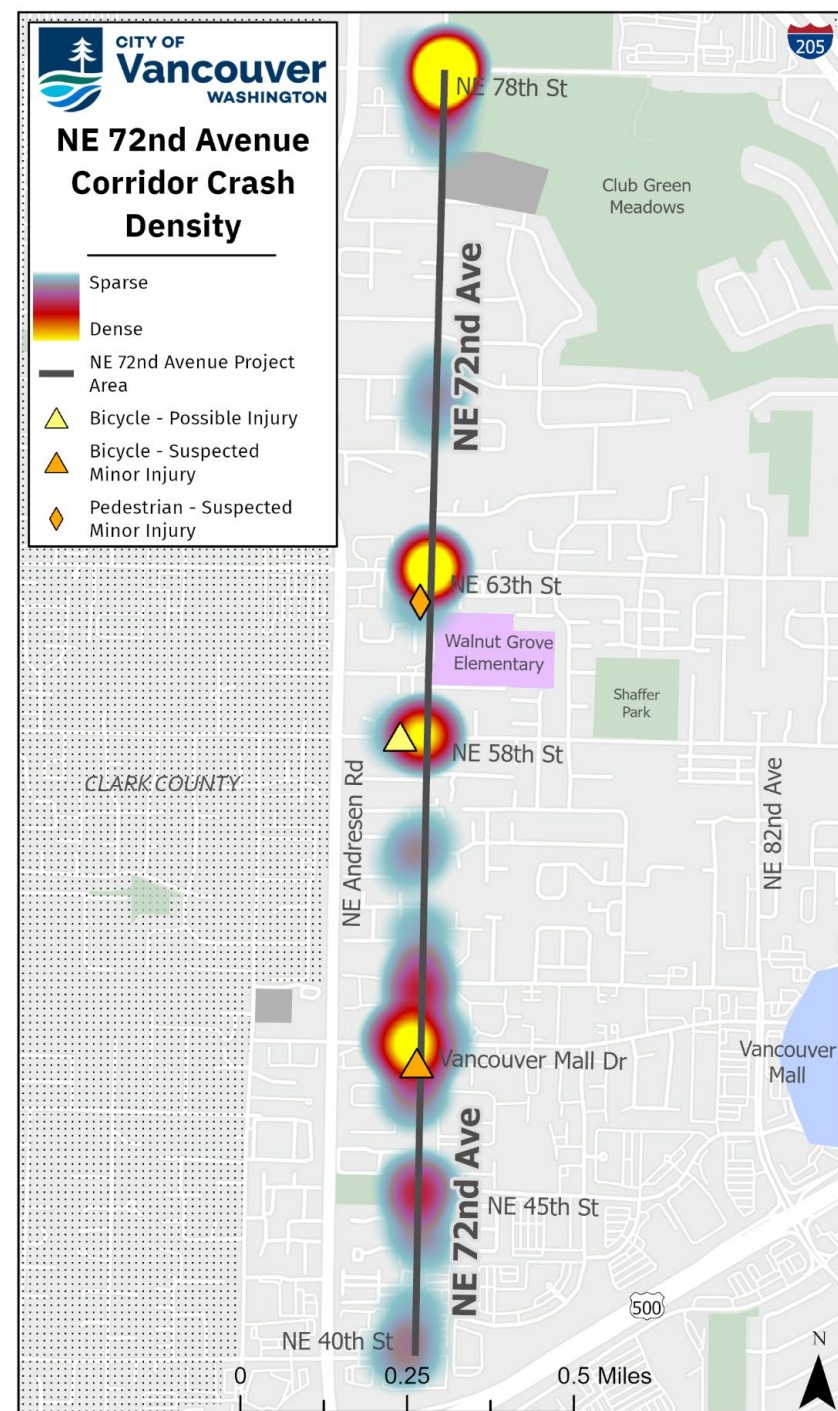 CITY OF
Vancouver
WASHINGTON
NE 72nd Avenue
Corridor Crash
Density
Sparse
Dense
NE 72nd Avenue Project
Area
Bicycle - Possible Injury
Bicycle - Suspected
Minor Injury
Pedestrian - Suspected
Minor Injury
205
NE 78th St
Club Green
Meadows
NE 72nd Ave
NE 63th St
Walnut Grove
Elementary
Shaffer
Park
NE 58th St
CLARK COUNTY
NE Andresen Rd
NE 82nd Ave
Vancouver Mall Dr
Vancouver
Mall
NE 72nd Ave
NE 45th St
500
NE 40th St
N
0 0.25 0.5 Miles